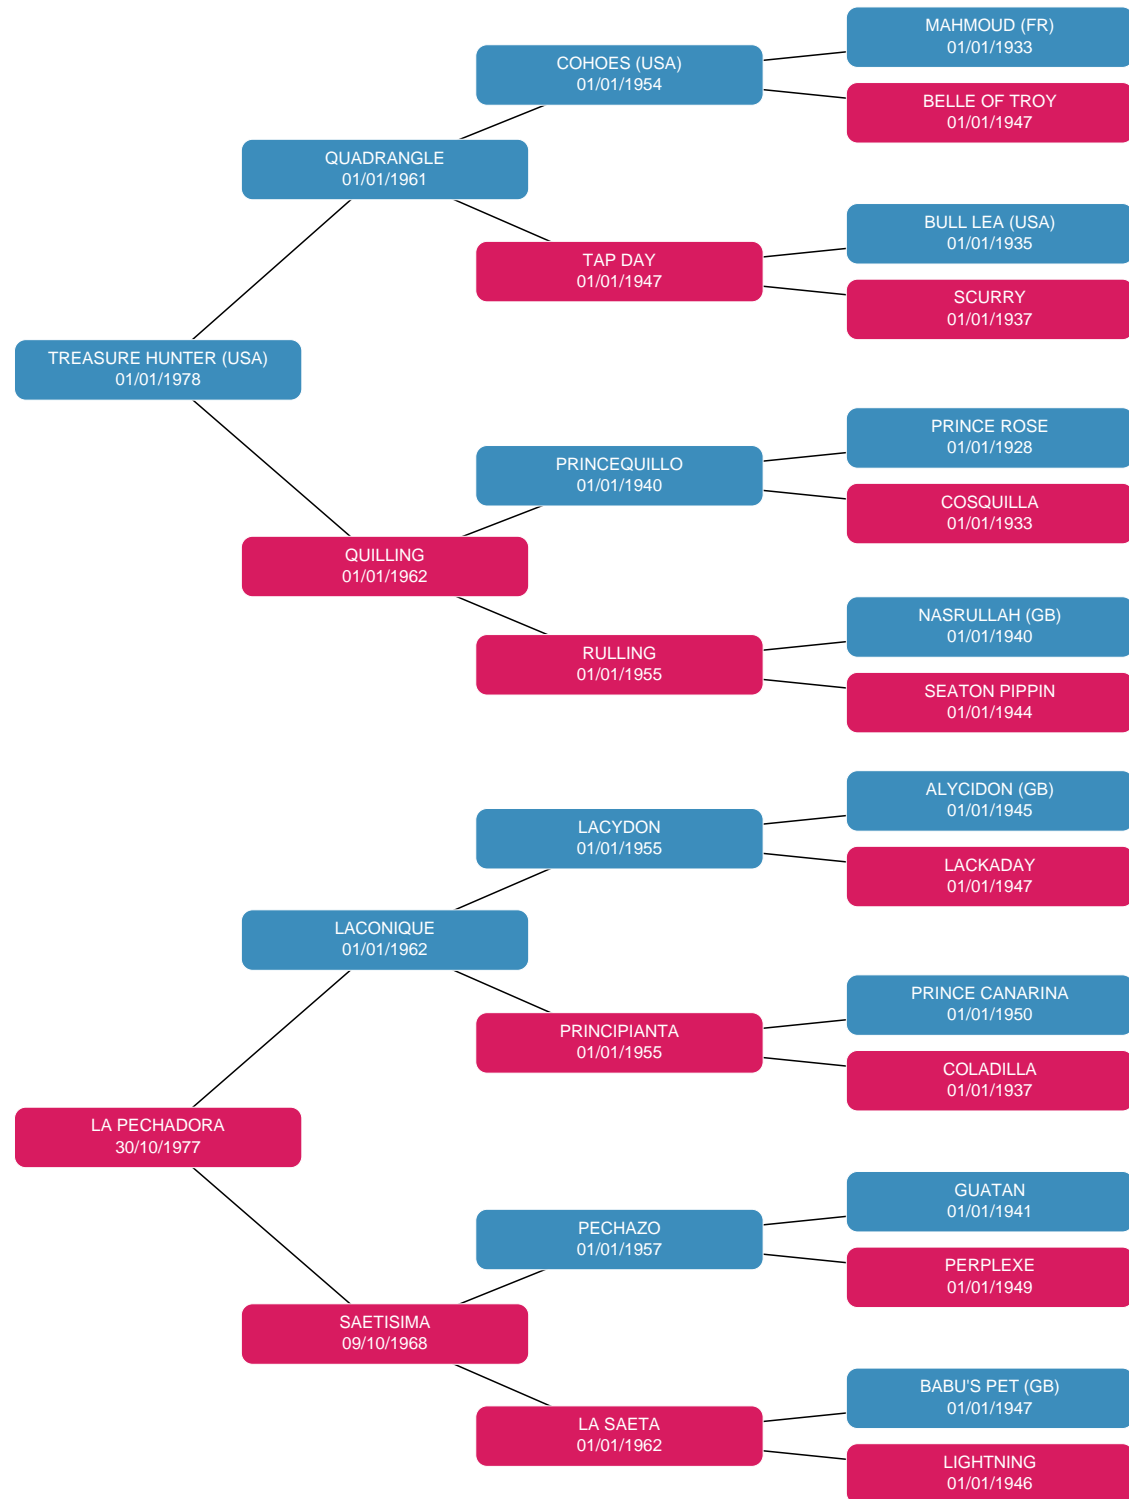 MAHMOUD (FR)
01/01/1933
COHOES (USA)
01/01/1954
BELLE OF TROY
01/01/1947
QUADRANGLE
01/01/1961
BULL LEA (USA)
01/01/1935
TAP DAY
01/01/1947
SCURRY
01/01/1937
TREASURE HUNTER (USA)
01/01/1978
PRINCE ROSE
01/01/1928
PRINCEQUILLO
01/01/1940
COSQUILLA
01/01/1933
QUILLING
01/01/1962
NASRULLAH (GB)
01/01/1940
RULLING
01/01/1955
SEATON PIPPIN
01/01/1944
ALYCIDON (GB)
01/01/1945
LACYDON
01/01/1955
LACKADAY
01/01/1947
LACONIQUE
01/01/1962
PRINCE CANARINA
01/01/1950
PRINCIPIANTA
01/01/1955
COLADILLA
01/01/1937
LA PECHADORA
30/10/1977
GUATAN
01/01/1941
PECHAZO
01/01/1957
PERPLEXE
01/01/1949
SAETISIMA
09/10/1968
BABU'S PET (GB)
01/01/1947
LA SAETA
01/01/1962
LIGHTNING
01/01/1946